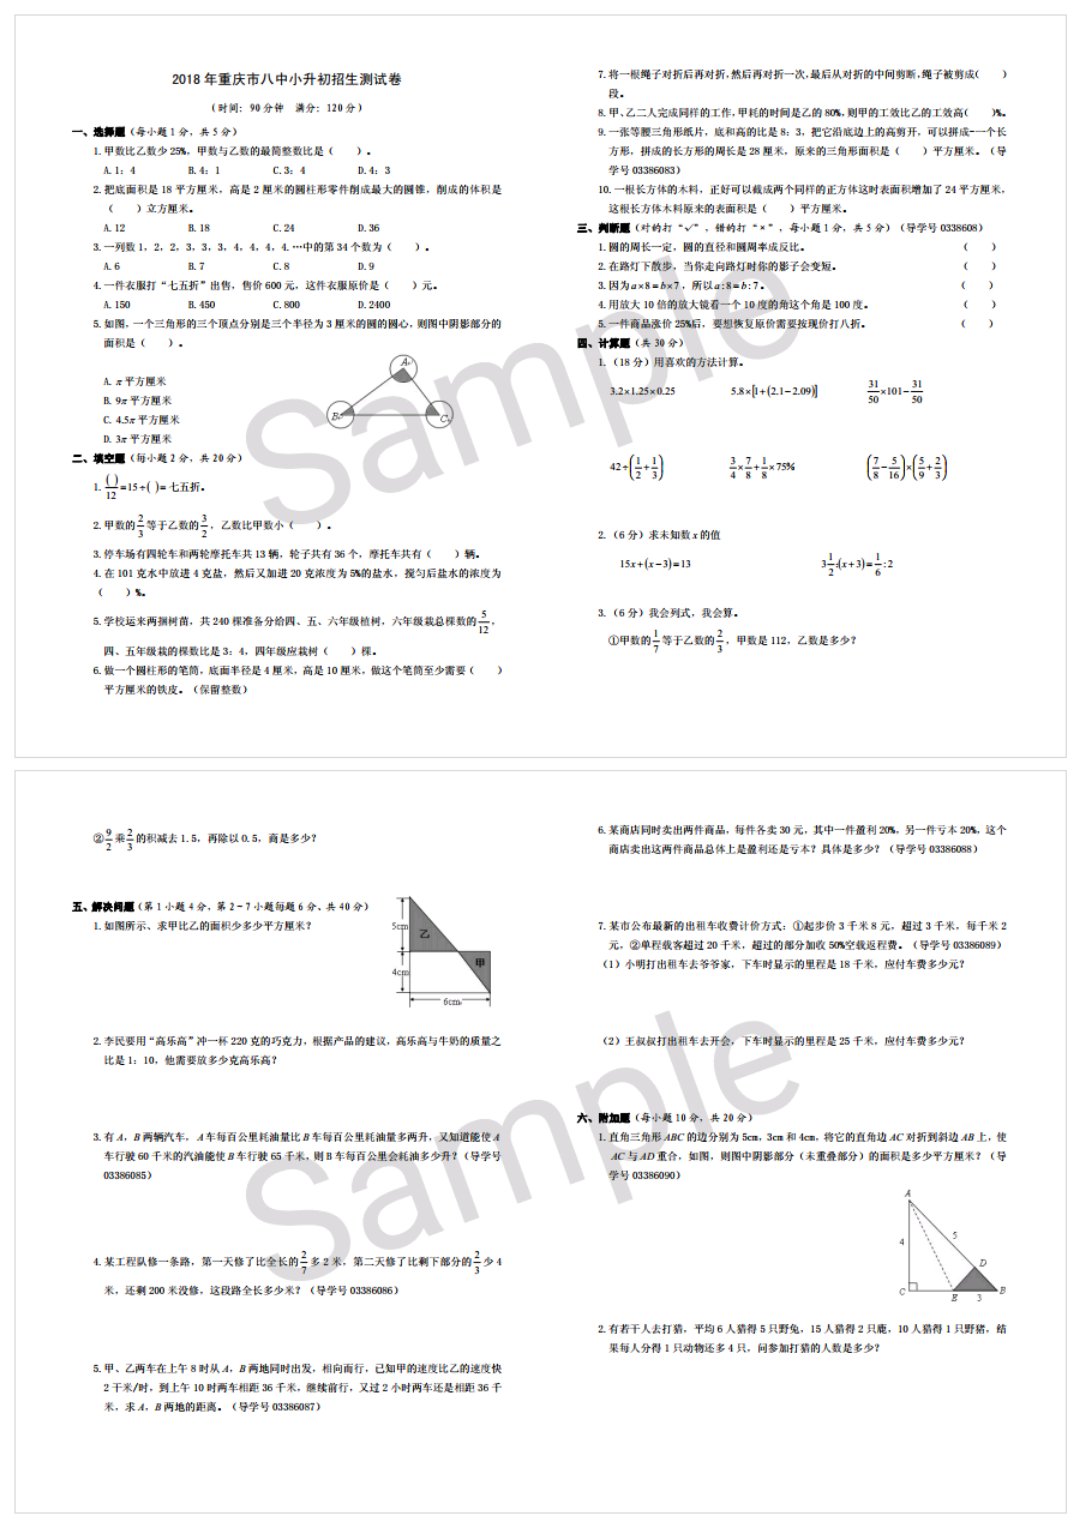 2018年重庆市八中小升初招生测试卷
(时间: 90分钟 满分: 120分)
一、选择题(每小题1分, 共5分)
1. 甲数比乙数少25%, 甲数与乙数的最简整数比是( )。
A. 1: 4 B. 4: 1 C. 3: 4 D. 4: 3
2. 把底面积是18平方厘米, 高是2厘米的圆柱形零件削成最大的圆锥, 削成的体积是
( )立方厘米。
A. 12 B. 18 C. 24 D. 36
3. 一列数1, 2, 2, 3, 3, 3, 4, 4, 4, 4. …中的第34个数为( )。
A. 6 B. 7 C. 8 D. 9
4. 一件衣服打“七五折”出售, 售价600元, 这件衣服原价是( )元。
A. 150 B. 450 C. 800 D. 2400
5. 如图, 一个三角形的三个顶点分别是三个半径为3厘米的圆的圆心, 则图中阴影部分的
面积是( )。
A. π平方厘米
B. 9π平方厘米
C. 4.5π平方厘米
D. 3π平方厘米
A
B
C
二、填空题(每小题2分, 共20分)
1. ( )/12=15÷( )=七五折。
2. 甲数的2/3等于乙数的3/2, 乙数比甲数小( )。
3. 停车场有四轮车和两轮摩托车共13辆, 轮子共有36个, 摩托车共有( )辆。
4. 在101克水中放进4克盐, 然后又加进20克浓度为5%的盐水, 搅匀后盐水的浓度为
( )%。
5. 学校运来两捆树苗, 共240棵准备分给四、五、六年级植树, 六年级栽总棵数的5/12,
四、五年级栽的棵数比是3: 4, 四年级应栽树( )棵。
6. 做一个圆柱形的笔筒, 底面半径是4厘米, 高是10厘米, 做这个笔筒至少需要( )
平方厘米的铁皮。(保留整数)
7. 将一根绳子对折后再对折, 然后再对折一次, 最后从对折的中间剪断, 绳子被剪成( )
段。
8. 甲、乙二人完成同样的工作, 甲耗的时间是乙的80%, 则甲的工效比乙的工效高( )%。
9. 一张等腰三角形纸片, 底和高的比是8: 3, 把它沿底边上的高剪开, 可以拼成-一个长
方形, 拼成的长方形的周长是28厘米, 原来的三角形面积是( )平方厘米。(导
学号03386083)
10. 一根长方体的木料, 正好可以截成两个同样的正方体这时表面积增加了24平方厘米,
这根长方体木料原来的表面积是( )平方厘米。
三、判断题(对的打“✓”, 错的打“×”, 每小题1分, 共5分)(导学号0338608)
1. 圆的周长一定, 圆的直径和圆周率成反比。 ( )
2. 在路灯下散步, 当你走向路灯时你的影子会变短。 ( )
3. 因为a×8=b×7, 所以a:8=b:7。 ( )
4. 用放大10倍的放大镜看一个10度的角这个角是100度。 ( )
5. 一件商品涨价25%后, 要想恢复原价需要按现价打八折。 ( )
四、计算题(共30分)
1. (18分)用喜欢的方法计算。
3.2×1.25×0.25 5.8×[1+(2.1−2.09)] 31/50×101−31/50
42÷(1/2+1/3) 3/4×7/8+1/8×75% (7/8−5/16)×(5/9+2/3)
2. (6分)求未知数x的值
15x+(x−3)=13 3 1/2:(x+3)=1/6:2
3. (6分)我会列式, 我会算。
①甲数的1/7等于乙数的2/3, 甲数是112, 乙数是多少?
②9/2乘2/3的积减去1.5, 再除以0.5, 商是多少?
五、解决问题(第1小题4分, 第2-7小题每题6分、共40分)
1. 如图所示、求甲比乙的面积少多少平方厘米?
5cm
乙
甲
4cm
6cm
2. 李民要用“高乐高”冲一杯220克的巧克力, 根据产品的建议, 高乐高与牛奶的质量之
比是1: 10, 他需要放多少克高乐高?
3. 有A, B两辆汽车, A车每百公里耗油量比B车每百公里耗油量多两升, 又知道能使A
车行驶60千米的汽油能使B车行驶65千米, 则B车每百公里会耗油多少升?(导学号
03386085)
4. 某工程队修一条路, 第一天修了比全长的2/7多2米, 第二天修了比剩下部分的2/3少4
米, 还剩200米没修, 这段路全长多少米?(导学号03386086)
5. 甲、乙两车在上午8时从A, B两地同时出发, 相向而行, 已知甲的速度比乙的速度快
2千米/时, 到上午10时两车相距36千米, 继续前行, 又过2小时两车还是相距36千
米, 求A, B两地的距离。(导学号03386087)
6. 某商店同时卖出两件商品, 每件各卖30元, 其中一件盈利20%, 另一件亏本20%, 这个
商店卖出这两件商品总体上是盈利还是亏本? 具体是多少?(导学号03386088)
7. 某市公布最新的出租车收费计价方式: ①起步价3千米8元, 超过3千米, 每千米2
元, ②单程载客超过20千米, 超过的部分加收50%空载返程费。(导学号03386089)
(1)小明打出租车去爷爷家, 下车时显示的里程是18千米, 应付车费多少元?
(2)王叔叔打出租车去开会, 下车时显示的里程是25千米, 应付车费多少元?
六、附加题(每小题10分, 共20分)
1. 直角三角形ABC的边分别为5cm, 3cm和4cm, 将它的直角边AC对折到斜边AB上, 使
AC与AD重合, 如图, 则图中阴影部分(未重叠部分)的面积是多少平方厘米?(导
学号03386090)
A
4
5
D
C
E
3
B
2. 有若干人去打猎, 平均6人猎得5只野兔, 15人猎得2只鹿, 10人猎得1只野猪, 结
果每人分得1只动物还多4只, 问参加打猎的人数是多少?
Sample
Sample